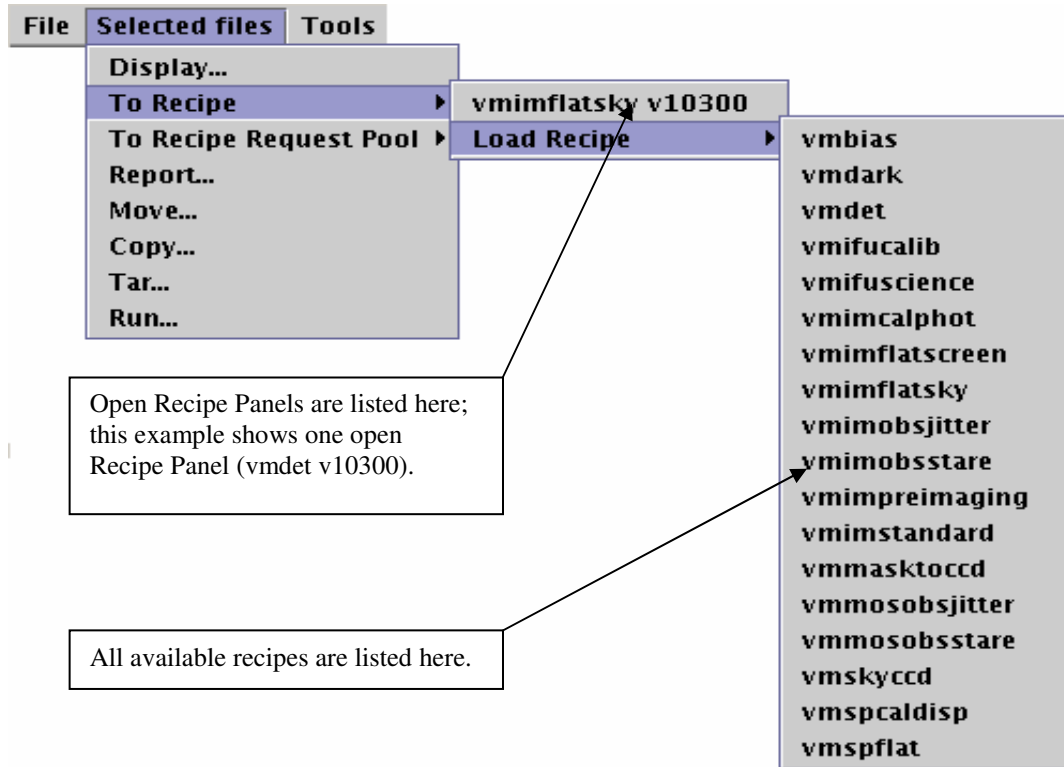 File Selected files Tools
Display...
To Recipe
To Recipe Request Pool
Report...
Move...
Copy...
Tar...
Run...
vmimflatsky v10300
Load Recipe
vmbias
vmdark
vmdet
vmifucalib
vmifuscience
vmimcalphot
vmimflatscreen
vmimflatsky
vmimobsjitter
vmimobsstare
vmimpreimaging
vmimstandard
vmmasktoccd
vmmosobsjitter
vmmosobsstare
vmskyccd
vmspcaldisp
vmspflat
Open Recipe Panels are listed here;
this example shows one open
Recipe Panel (vmdet v10300).
All available recipes are listed here.